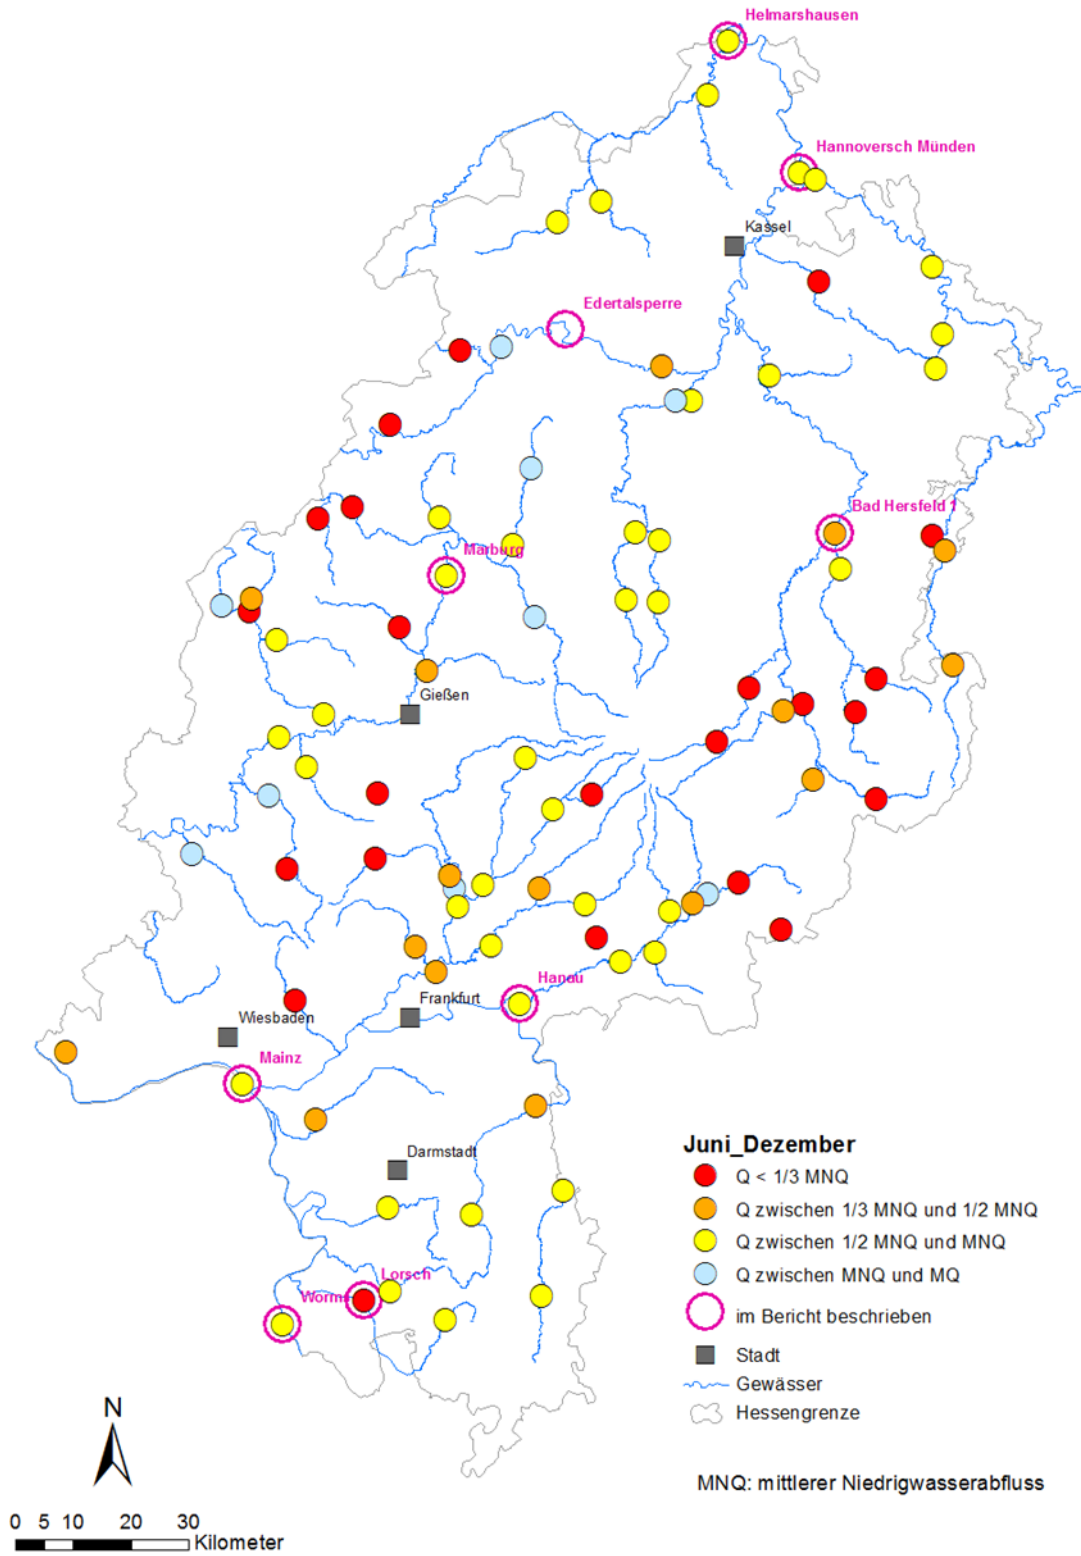 Helmarshausen
Hannoversch Münden
Kassel
Edertalsperre
Bad Hersfeld 1
Marburg
Gießen
Hanau
Frankfurt
Wiesbaden
Mainz
Darmstadt
Lorsch
Worms
Juni_Dezember
Q < 1/3 MNQ
Q zwischen 1/3 MNQ und 1/2 MNQ
Q zwischen 1/2 MNQ und MNQ
Q zwischen MNQ und MQ
im Bericht beschrieben
Stadt
Gewässer
Hessengrenze
N
MNQ: mittlerer Niedrigwasserabfluss
0 5 10 20 30
Kilometer